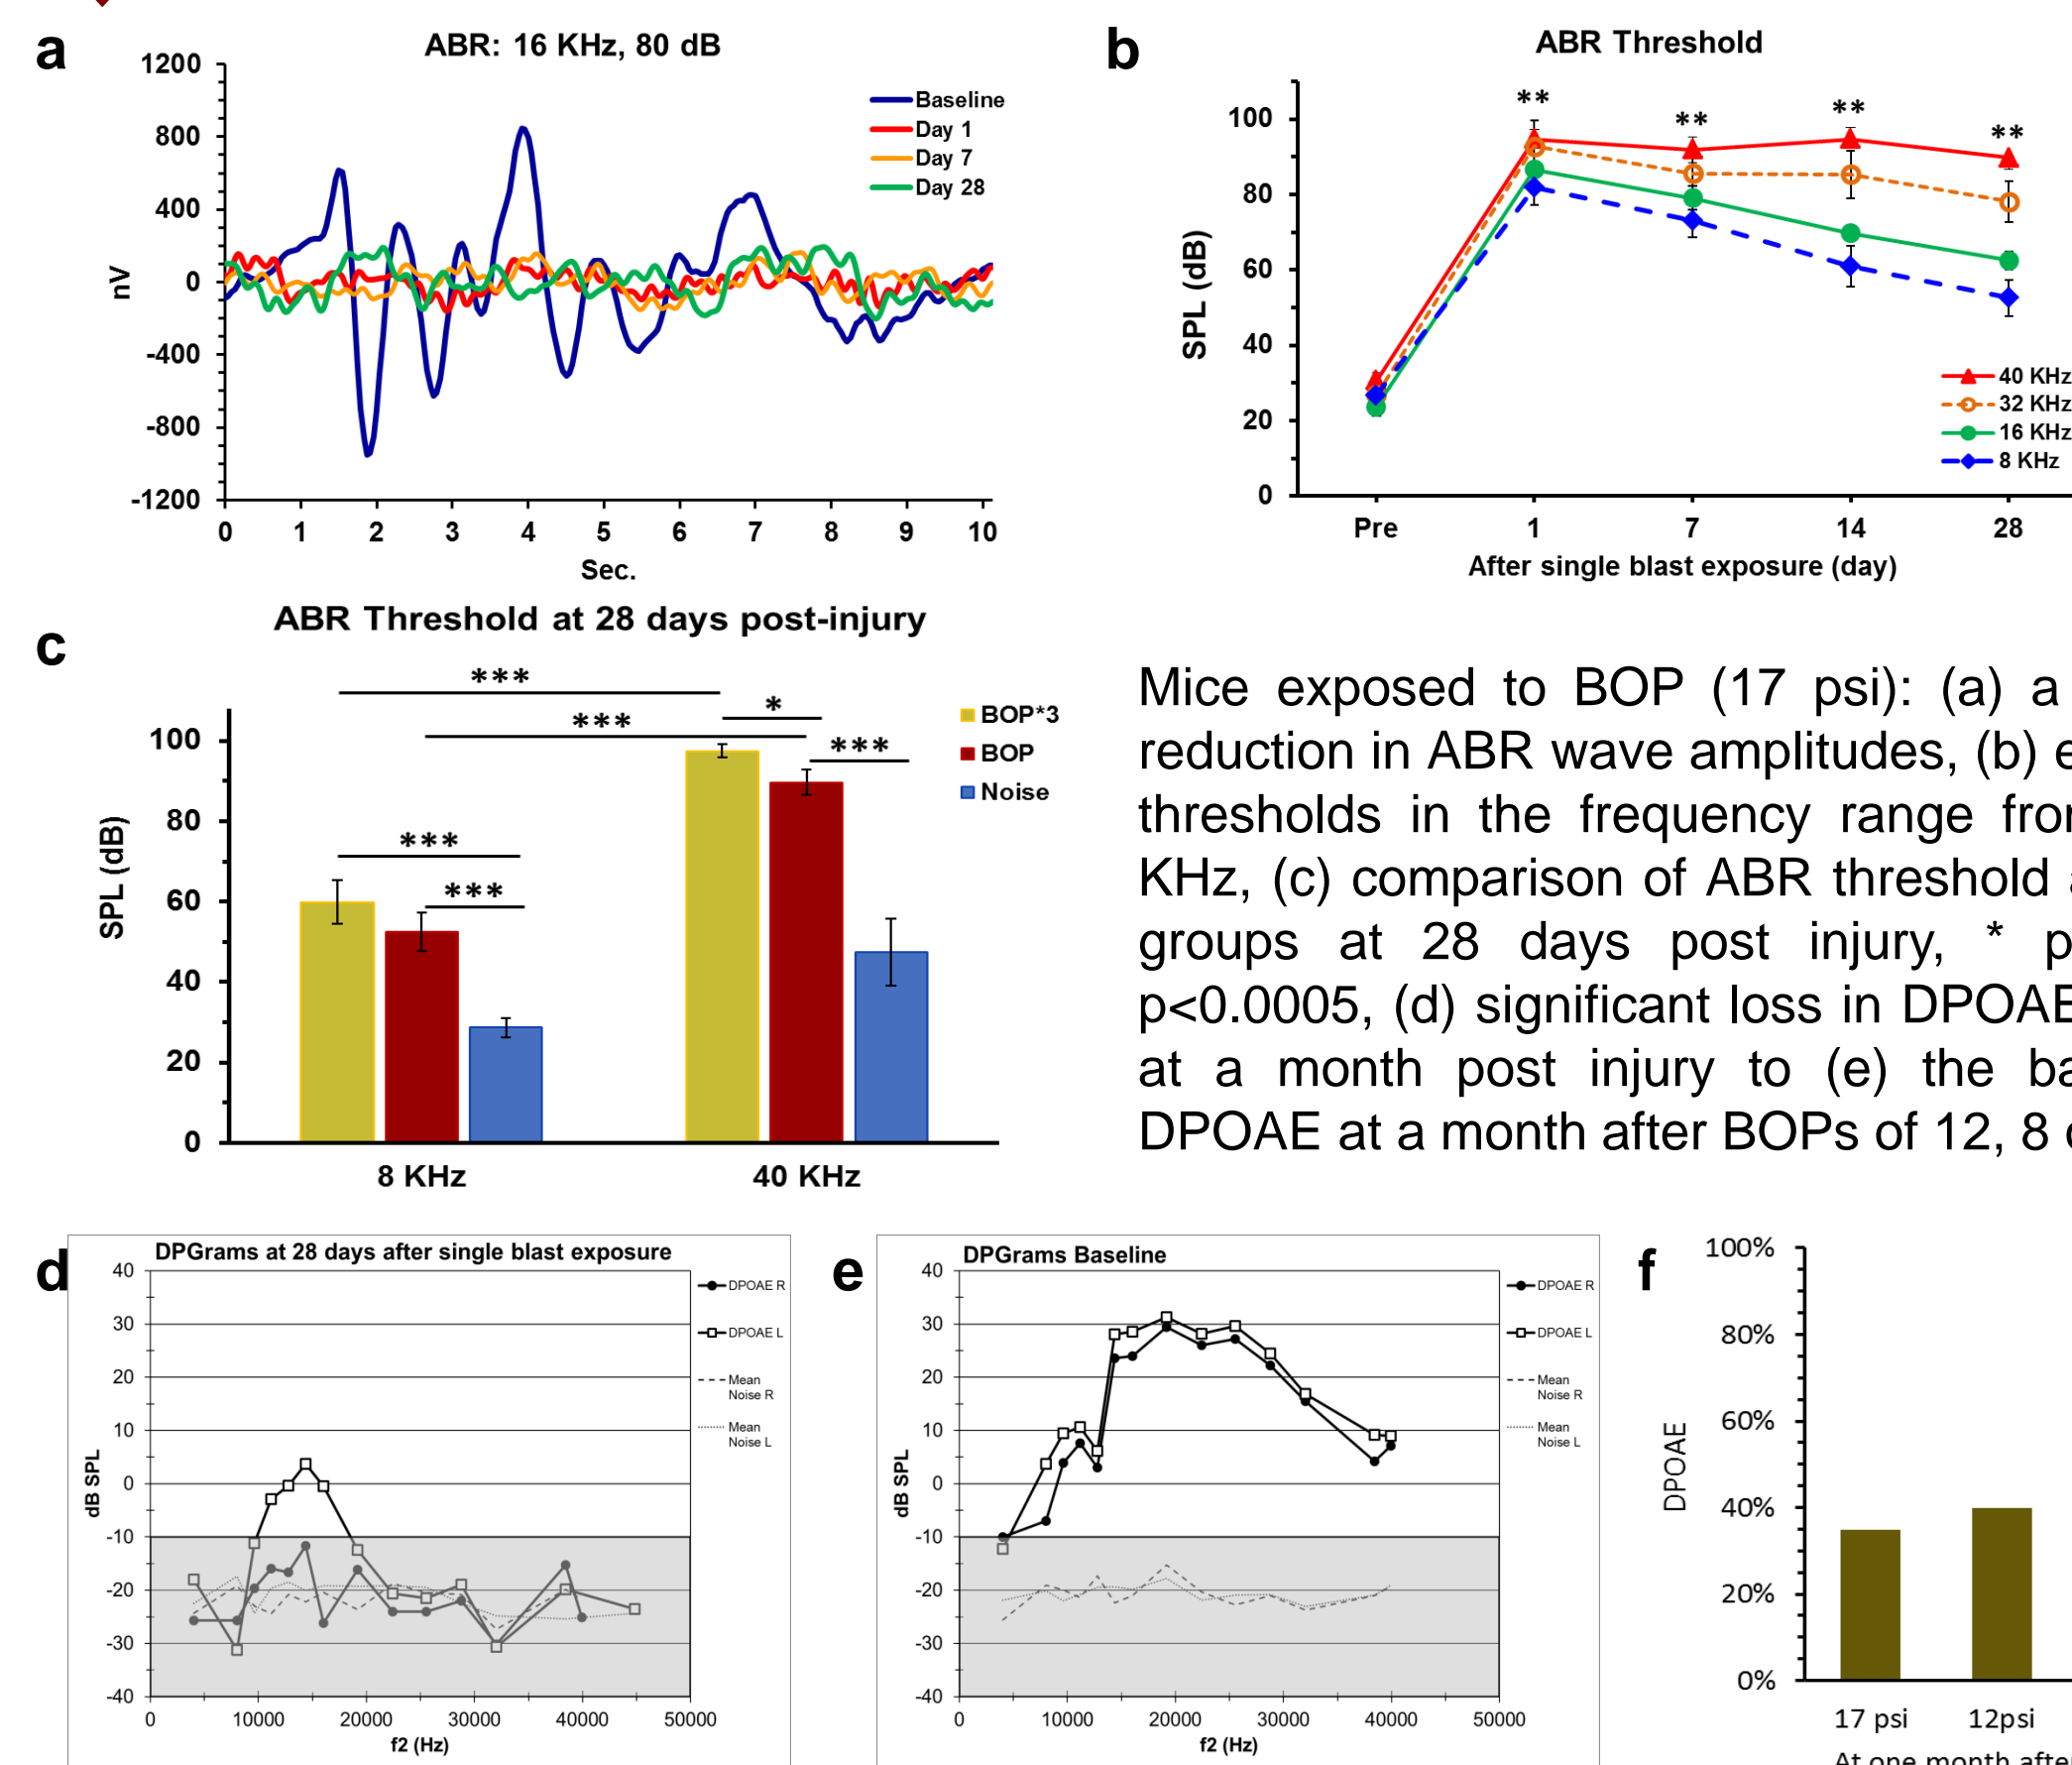 a
ABR: 16 KHz, 80 dB
1200
800
400
0
-400
-800
-1200
nV
Baseline
Day 1
Day 7
Day 28
0 1 2 3 4 5 6 7 8 9 10
Sec.
b
ABR Threshold
100
80
60
40
20
0
SPL (dB)
**
**
**
**
40 KHz
32 KHz
16 KHz
8 KHz
Pre 1 7 14 28
After single blast exposure (day)
c
ABR Threshold at 28 days post-injury
100
80
60
40
20
0
SPL (dB)
***
***
*
***
***
***
BOP*3
BOP
Noise
8 KHz 40 KHz
Mice exposed to BOP (17 psi): (a) a
reduction in ABR wave amplitudes, (b)
thresholds in the frequency range
KHz, (c) comparison of ABR threshold
groups at 28 days post injury, * p
p<0.0005, (d) significant loss in DPOAE
at a month post injury to (e) the
DPOAE at a month after BOPs of 12, 8
d
DPGrams at 28 days after single blast exposure
40
30
20
10
0
-10
-20
-30
-40
dB SPL
DPOAE R
DPOAE L
Mean
Noise R
Mean
Noise L
0 10000 20000 30000 40000 50000
f2 (Hz)
e
DPGrams Baseline
40
30
20
10
0
-10
-20
-30
-40
dB SPL
DPOAE R
DPOAE L
Mean
Noise R
Mean
Noise L
0 10000 20000 30000 40000 50000
f2 (Hz)
f
100%
80%
60%
40%
20%
0%
DPOAE
17 psi 12psi
At one month after